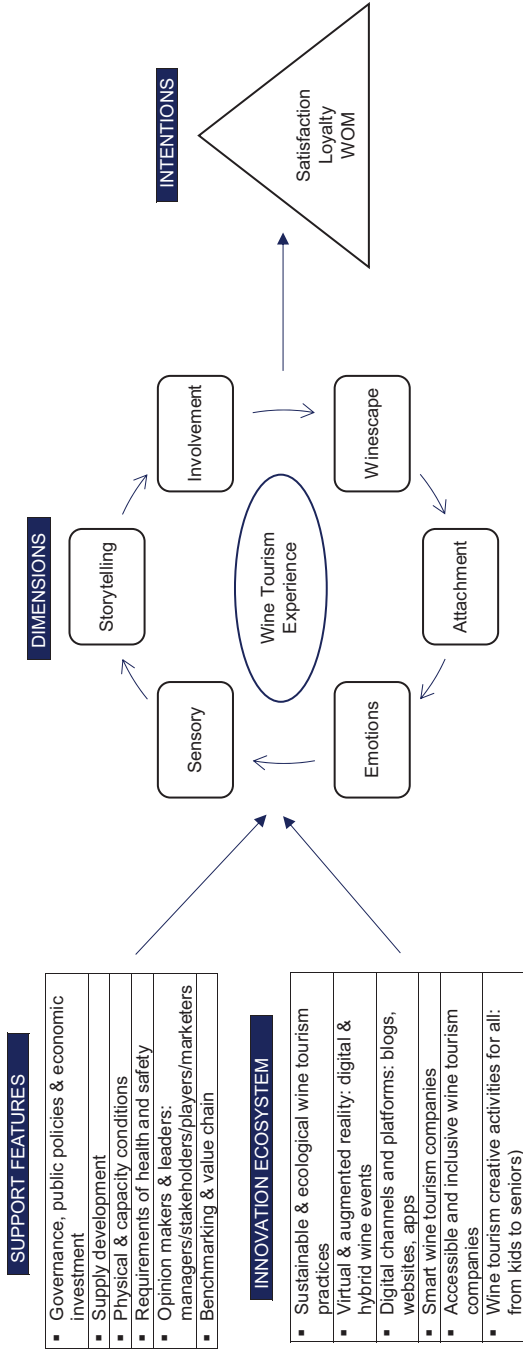 SUPPORT FEATURES
▪ Governance, public policies & economic
investment
▪ Supply development
▪ Physical & capacity conditions
▪ Requirements of health and safety
▪ Opinion makers & leaders:
managers/stakeholders/players/marketers
▪ Benchmarking & value chain
INNOVATION ECOSYSTEM
▪ Sustainable & ecological wine tourism
practices
▪ Virtual & augmented reality: digital &
hybrid wine events
▪ Digital channels and platforms: blogs,
websites, apps
▪ Smart wine tourism companies
▪ Accessible and inclusive wine tourism
companies
▪ Wine tourism creative activities for all:
from kids to seniors)
DIMENSIONS
Storytelling
Sensory
Involvement
Wine Tourism
Experience
Emotions
Winescape
Attachment
INTENTIONS
Satisfaction
Loyalty
WOM